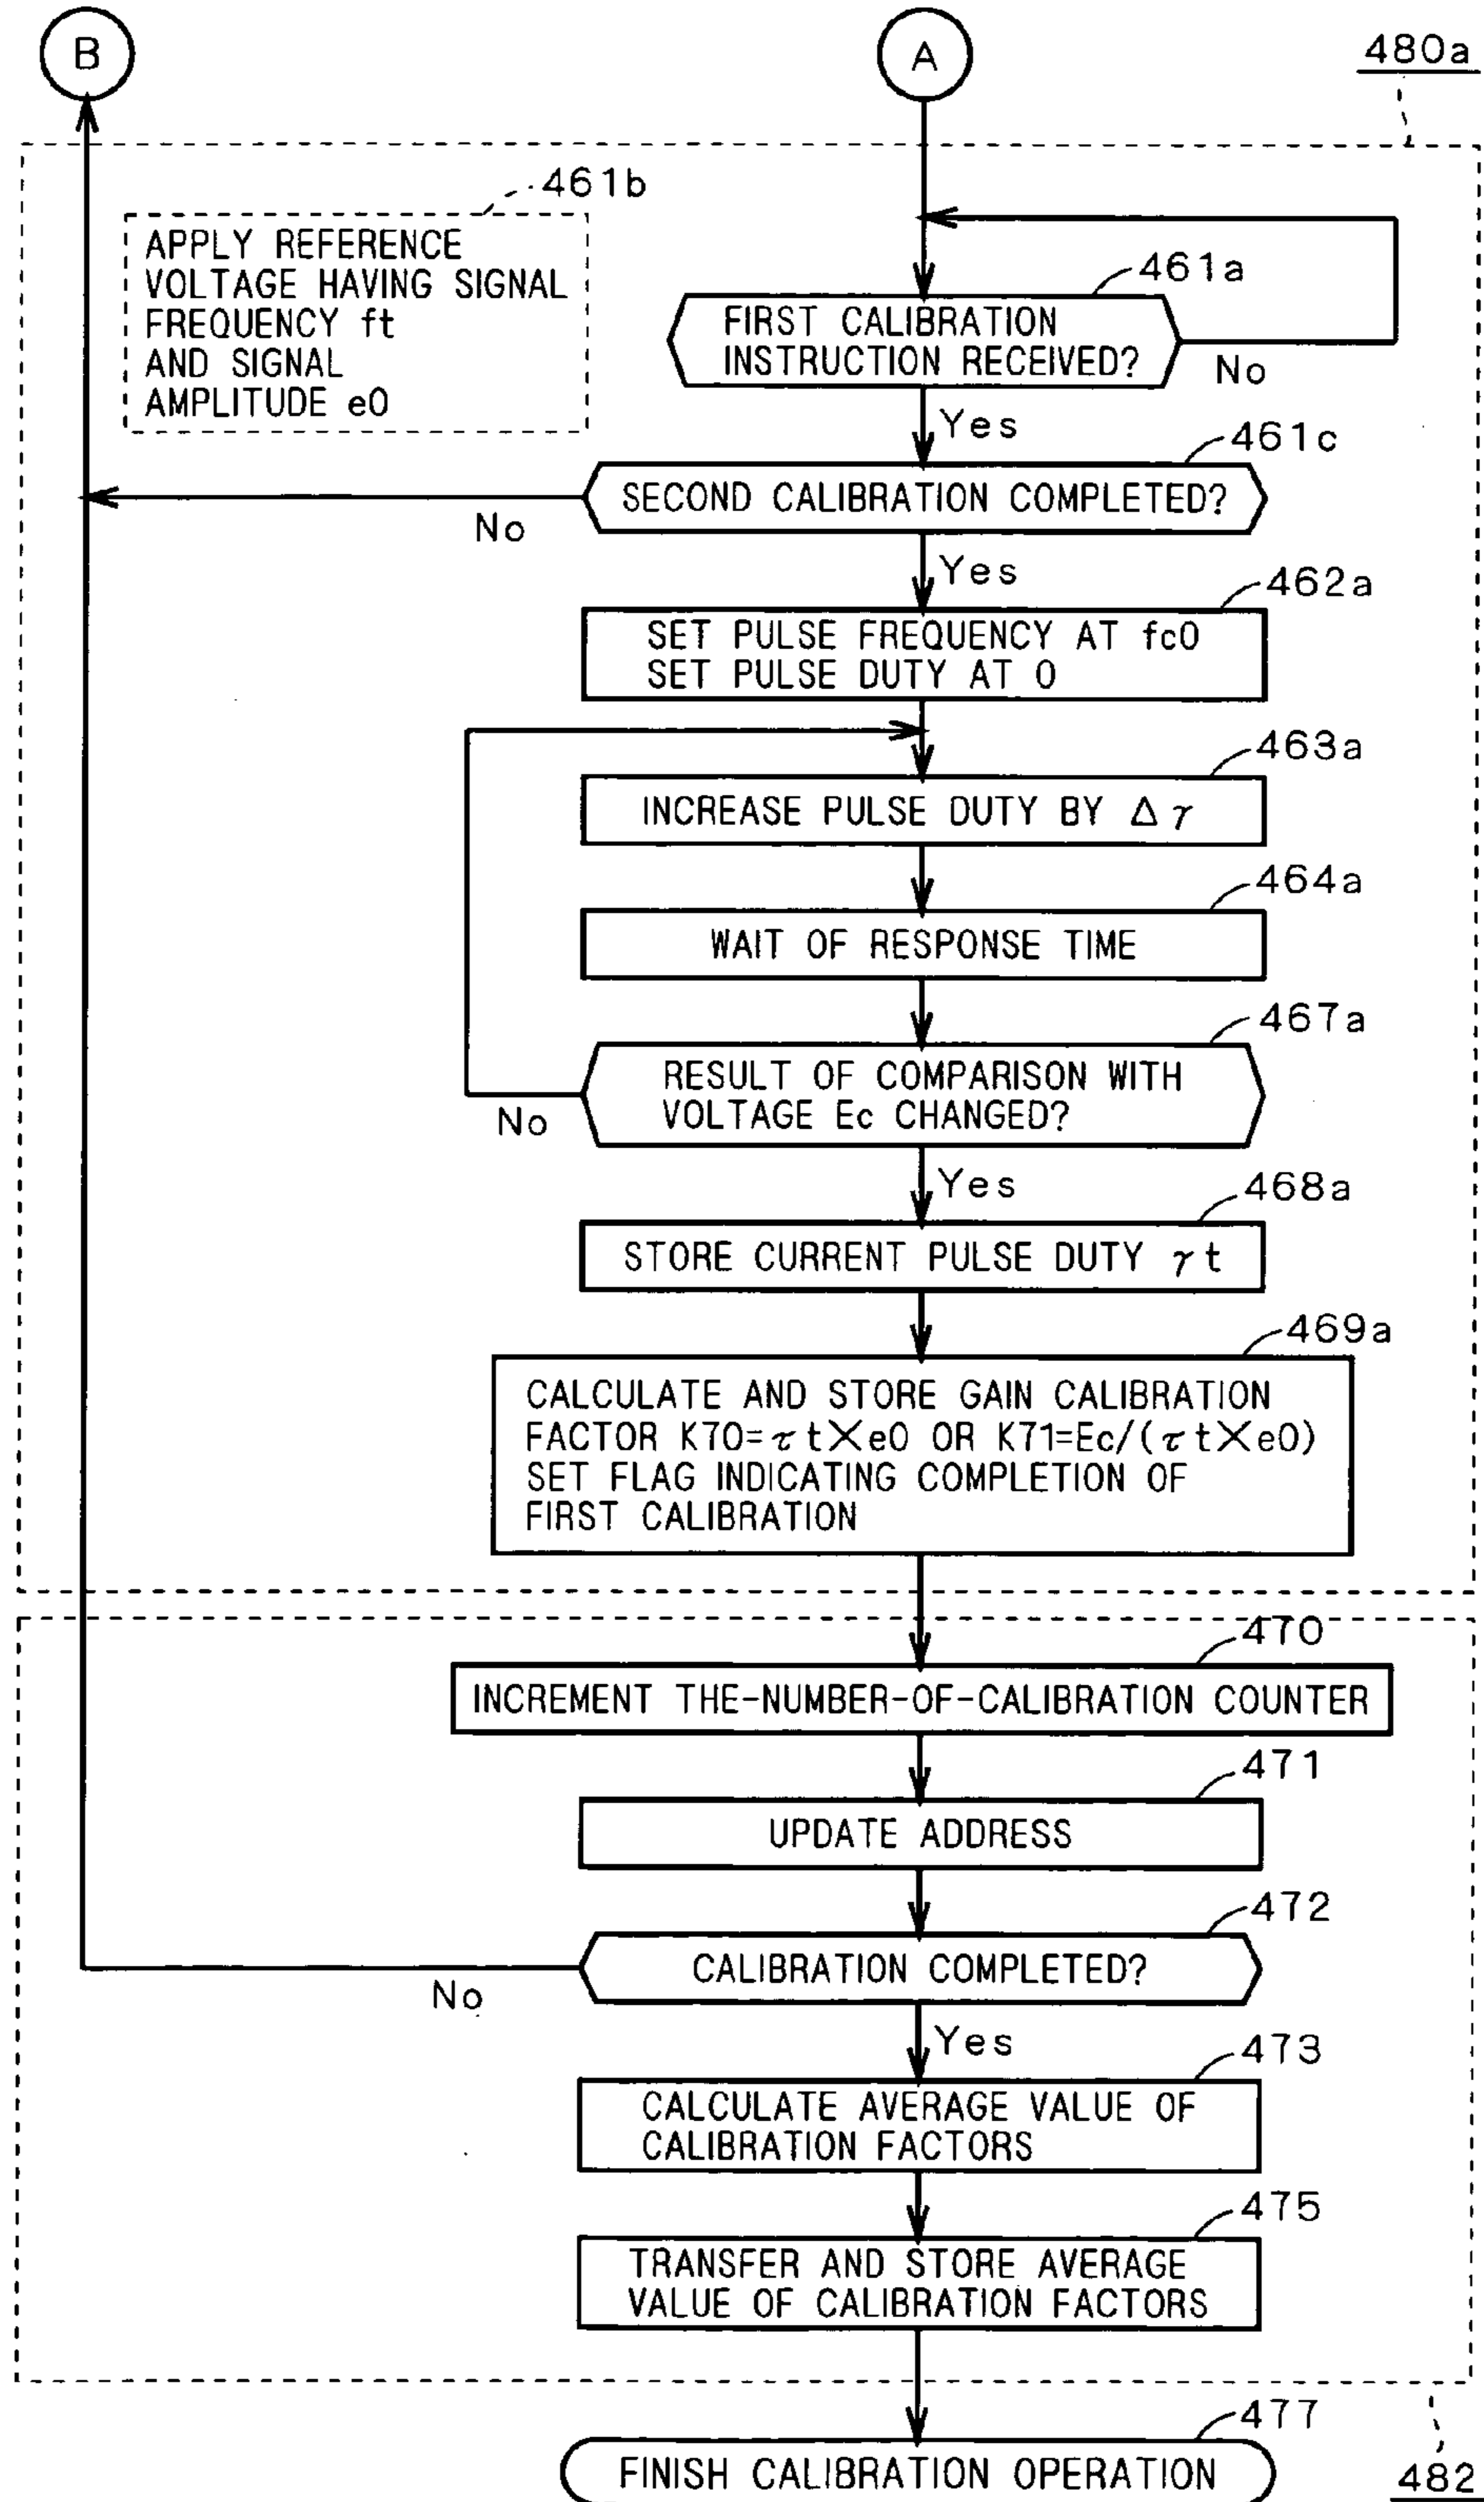 B
A
480a
461b
APPLY REFERENCE
VOLTAGE HAVING SIGNAL
FREQUENCY ft
AND SIGNAL
AMPLITUDE e0
461a
FIRST CALIBRATION
INSTRUCTION RECEIVED?
No
Yes
461c
SECOND CALIBRATION COMPLETED?
No
Yes
462a
SET PULSE FREQUENCY AT fc0
SET PULSE DUTY AT 0
463a
INCREASE PULSE DUTY BY Δγ
464a
WAIT OF RESPONSE TIME
467a
RESULT OF COMPARISON WITH
VOLTAGE Ec CHANGED?
No
Yes
468a
STORE CURRENT PULSE DUTY γt
469a
CALCULATE AND STORE GAIN CALIBRATION
FACTOR K70=τt×e0 OR K71=Ec/(τt×e0)
SET FLAG INDICATING COMPLETION OF
FIRST CALIBRATION
470
INCREMENT THE-NUMBER-OF-CALIBRATION COUNTER
471
UPDATE ADDRESS
472
CALIBRATION COMPLETED?
No
Yes
473
CALCULATE AVERAGE VALUE OF
CALIBRATION FACTORS
475
TRANSFER AND STORE AVERAGE
VALUE OF CALIBRATION FACTORS
477
FINISH CALIBRATION OPERATION
482